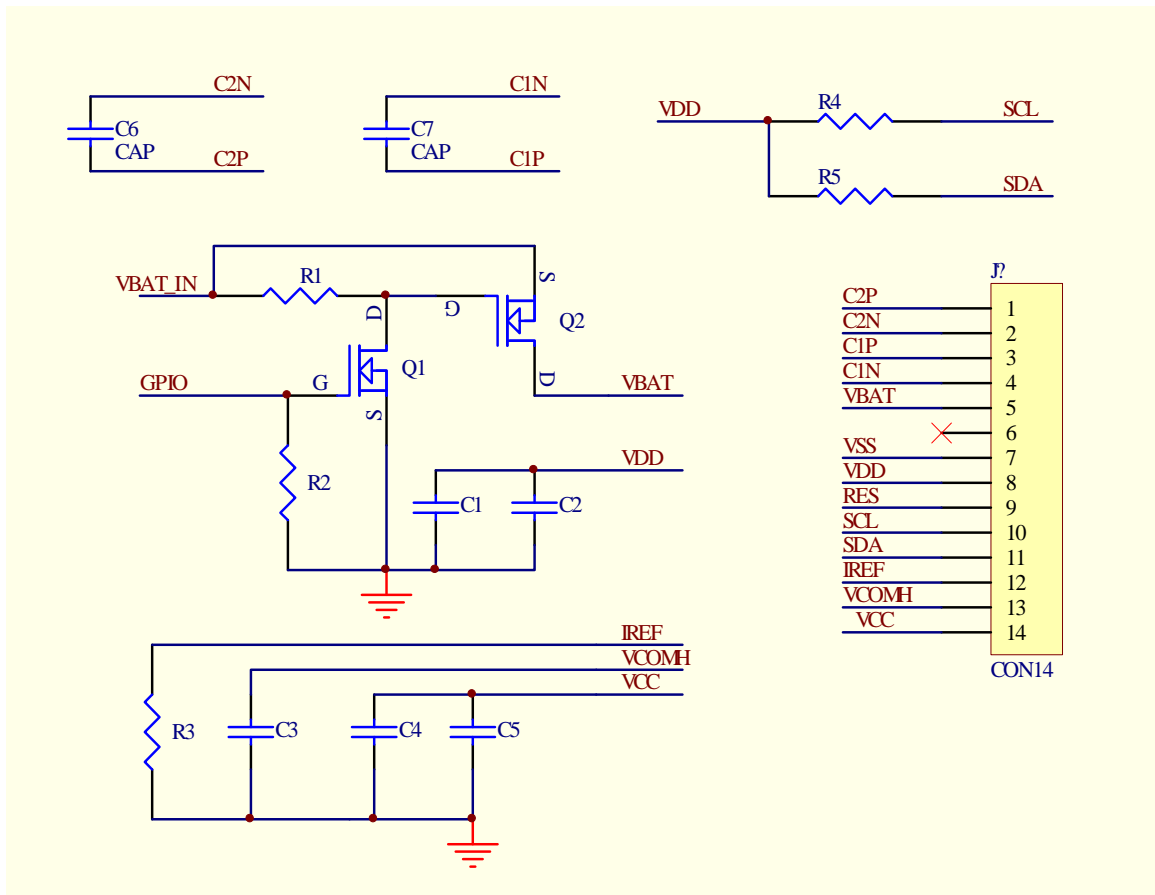 C2N
C6
CAP
C2P
C1N
C7
CAP
C1P
VDD
R4
SCL
R5
SDA
VBAT_IN
R1
D
G
S
Q2
D
VBAT
GPIO
G
Q1
S
R2
VDD
C1
C2
J?
C2P 1
C2N 2
C1P 3
C1N 4
VBAT 5
6
VSS 7
VDD 8
RES 9
SCL 10
SDA 11
IREF 12
VCOMH 13
VCC 14
CON14
IREF
VCOMH
VCC
R3
C3
C4
C5